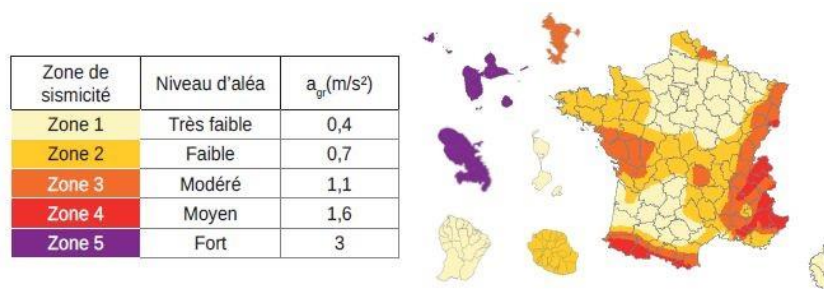 Zone de sismicité Niveau d'aléa a_gr(m/s²)
Zone 1 Très faible 0,4
Zone 2 Faible 0,7
Zone 3 Modéré 1,1
Zone 4 Moyen 1,6
Zone 5 Fort 3